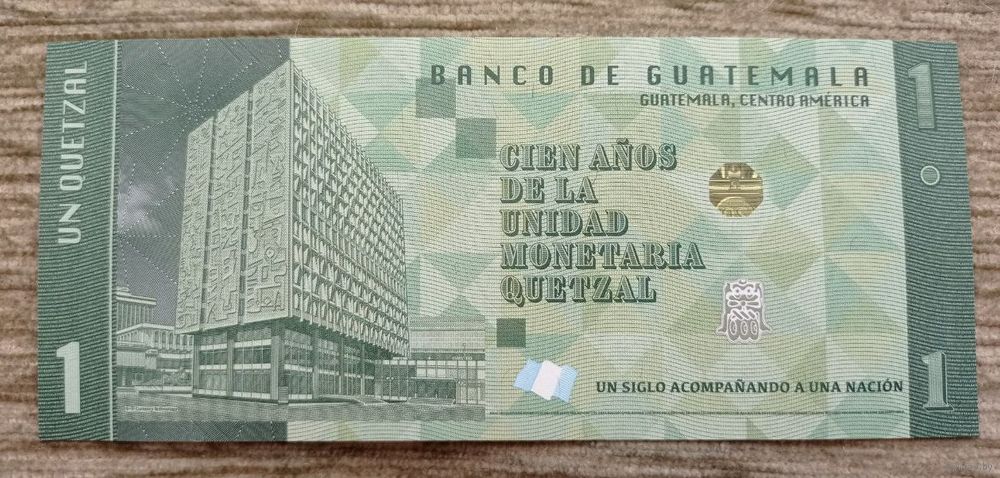 UN QUETZAL
1
BANCO DE GUATEMALA
GUATEMALA, CENTRO AMÉRICA
CIEN AÑOS
DE LA
UNIDAD
MONETARIA
QUETZAL
UN SIGLO ACOMPAÑANDO A UNA NACIÓN
1
1